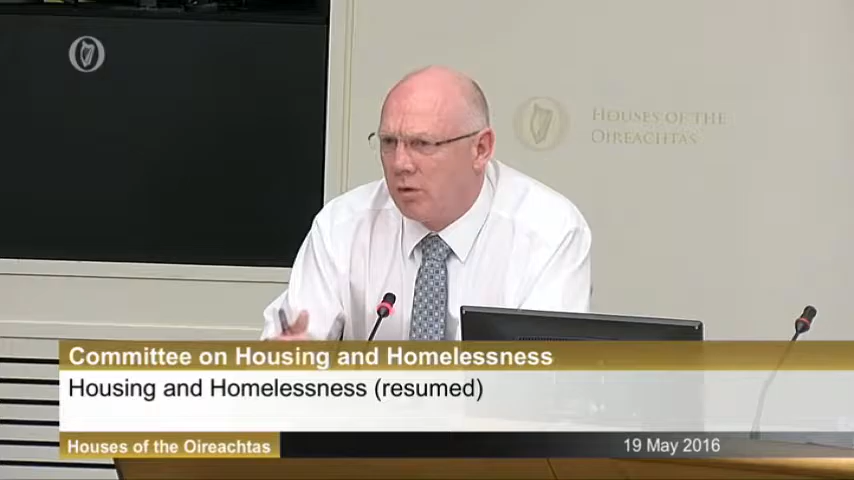 HOUSES OF THE
OIREACHTAS
Committee on Housing and Homelessness
Housing and Homelessness (resumed)
Houses of the Oireachtas
19 May 2016